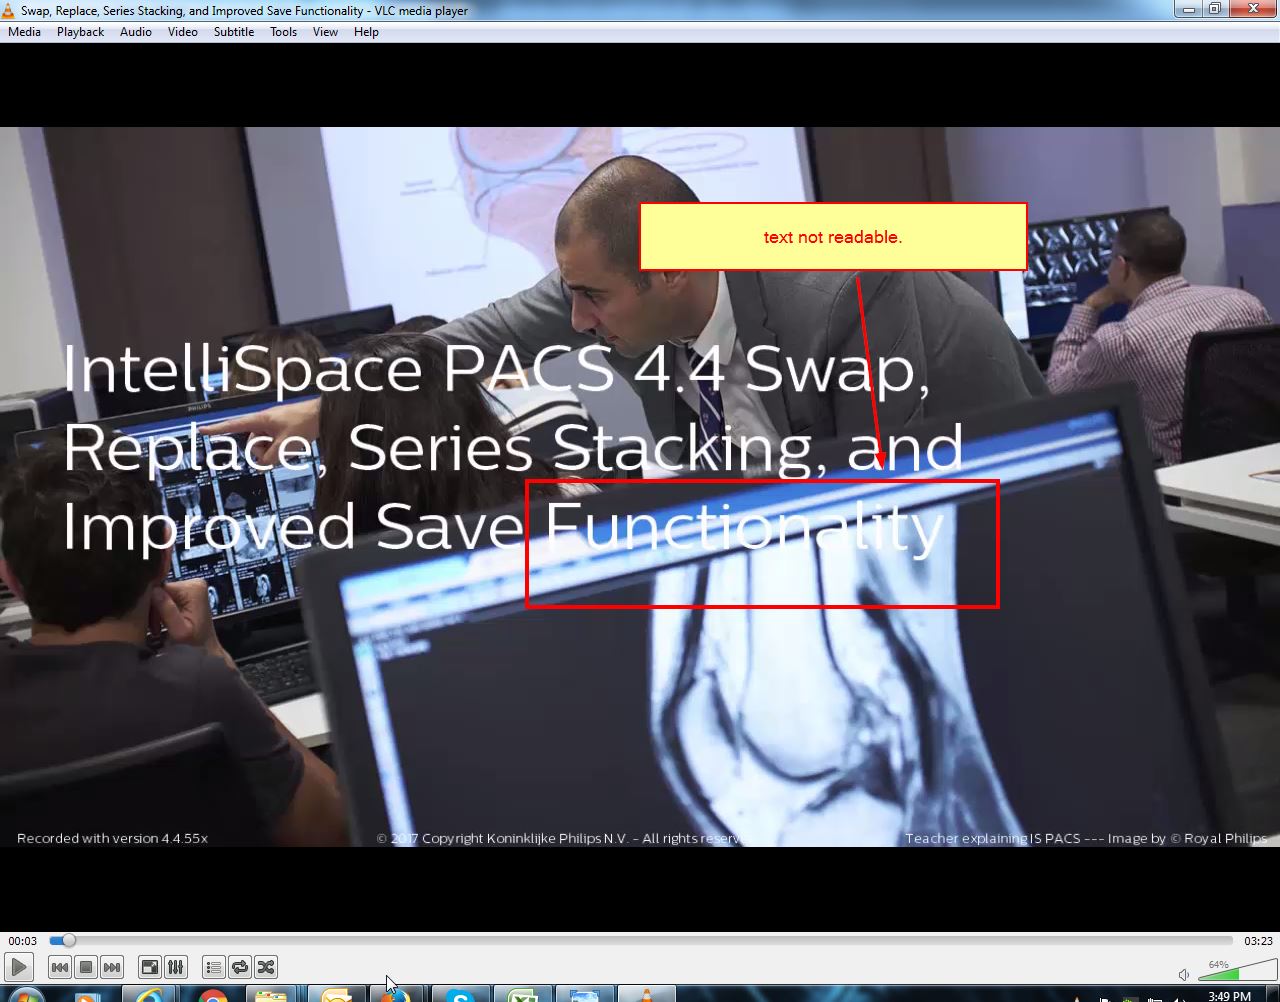 Swap, Replace, Series Stacking, and Improved Save Functionality - VLC media player
Media Playback Audio Video Subtitle Tools View Help
text not readable.
PHILIPS
IntelliSpace PACS 4.4 Swap,
Replace, Series Stacking, and
Improved Save Functionality
Recorded with version 4.4.55x
© 2017 Copyright Koninklijke Philips N.V. - All rights reserv
Teacher explaining IS PACS --- Image by © Royal Philips
00:03
03:23
64%
3:49 PM